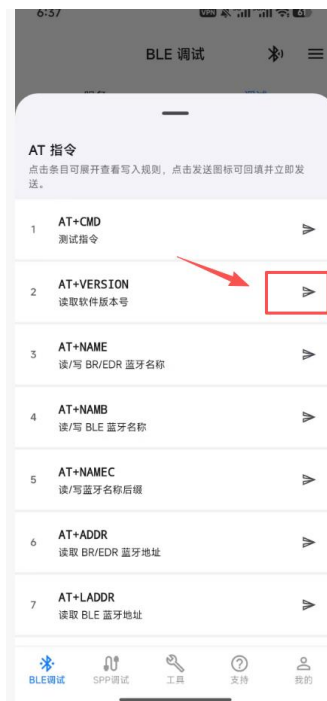 6:37
VPN
BLE 调试
AT 指令
点击条目可展开查看写入规则，点击发送图标可回填并立即发
送。
1
AT+CMD
测试指令
2
AT+VERSION
读取软件版本号
3
AT+NAME
读/写 BR/EDR 蓝牙名称
4
AT+NAMB
读/写 BLE 蓝牙名称
5
AT+NAMEC
读/写蓝牙名称后缀
6
AT+ADDR
读取 BR/EDR 蓝牙地址
7
AT+LADDR
读取 BLE 蓝牙地址
BLE调试 SPP调试 工具 支持 我的